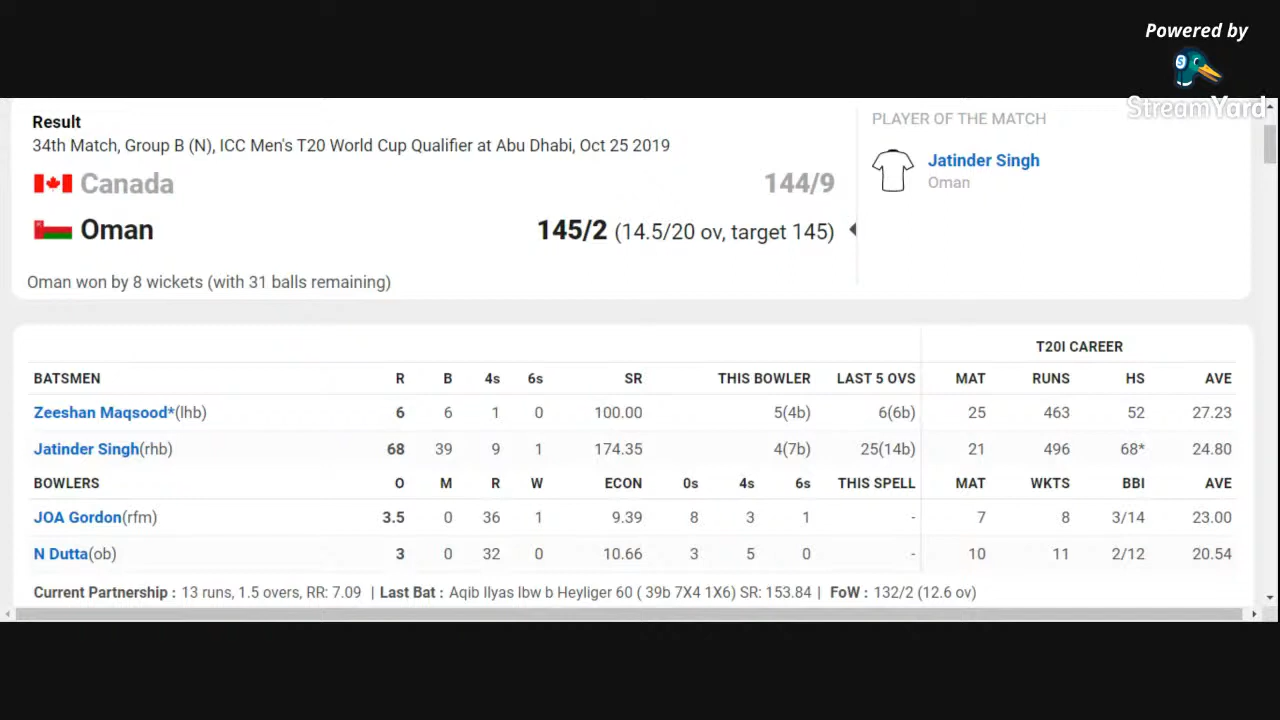 Powered by
StreamYard
Result
34th Match, Group B (N), ICC Men's T20 World Cup Qualifier at Abu Dhabi, Oct 25 2019
Canada 144/9
Oman 145/2 (14.5/20 ov, target 145)
Oman won by 8 wickets (with 31 balls remaining)
PLAYER OF THE MATCH
Jatinder Singh
Oman
T20I CAREER
BATSMEN R B 4s 6s SR THIS BOWLER LAST 5 OVS MAT RUNS HS AVE
Zeeshan Maqsood*(lhb) 6 6 1 0 100.00 5(4b) 6(6b) 25 463 52 27.23
Jatinder Singh(rhb) 68 39 9 1 174.35 4(7b) 25(14b) 21 496 68* 24.80
BOWLERS O M R W ECON 0s 4s 6s THIS SPELL MAT WKTS BBI AVE
JOA Gordon(rfm) 3.5 0 36 1 9.39 8 3 1 - 7 8 3/14 23.00
N Dutta(ob) 3 0 32 0 10.66 3 5 0 - 10 11 2/12 20.54
Current Partnership : 13 runs, 1.5 overs, RR: 7.09 | Last Bat : Aqib Ilyas lbw b Heyliger 60 ( 39b 7X4 1X6) SR: 153.84 | FoW : 132/2 (12.6 ov)